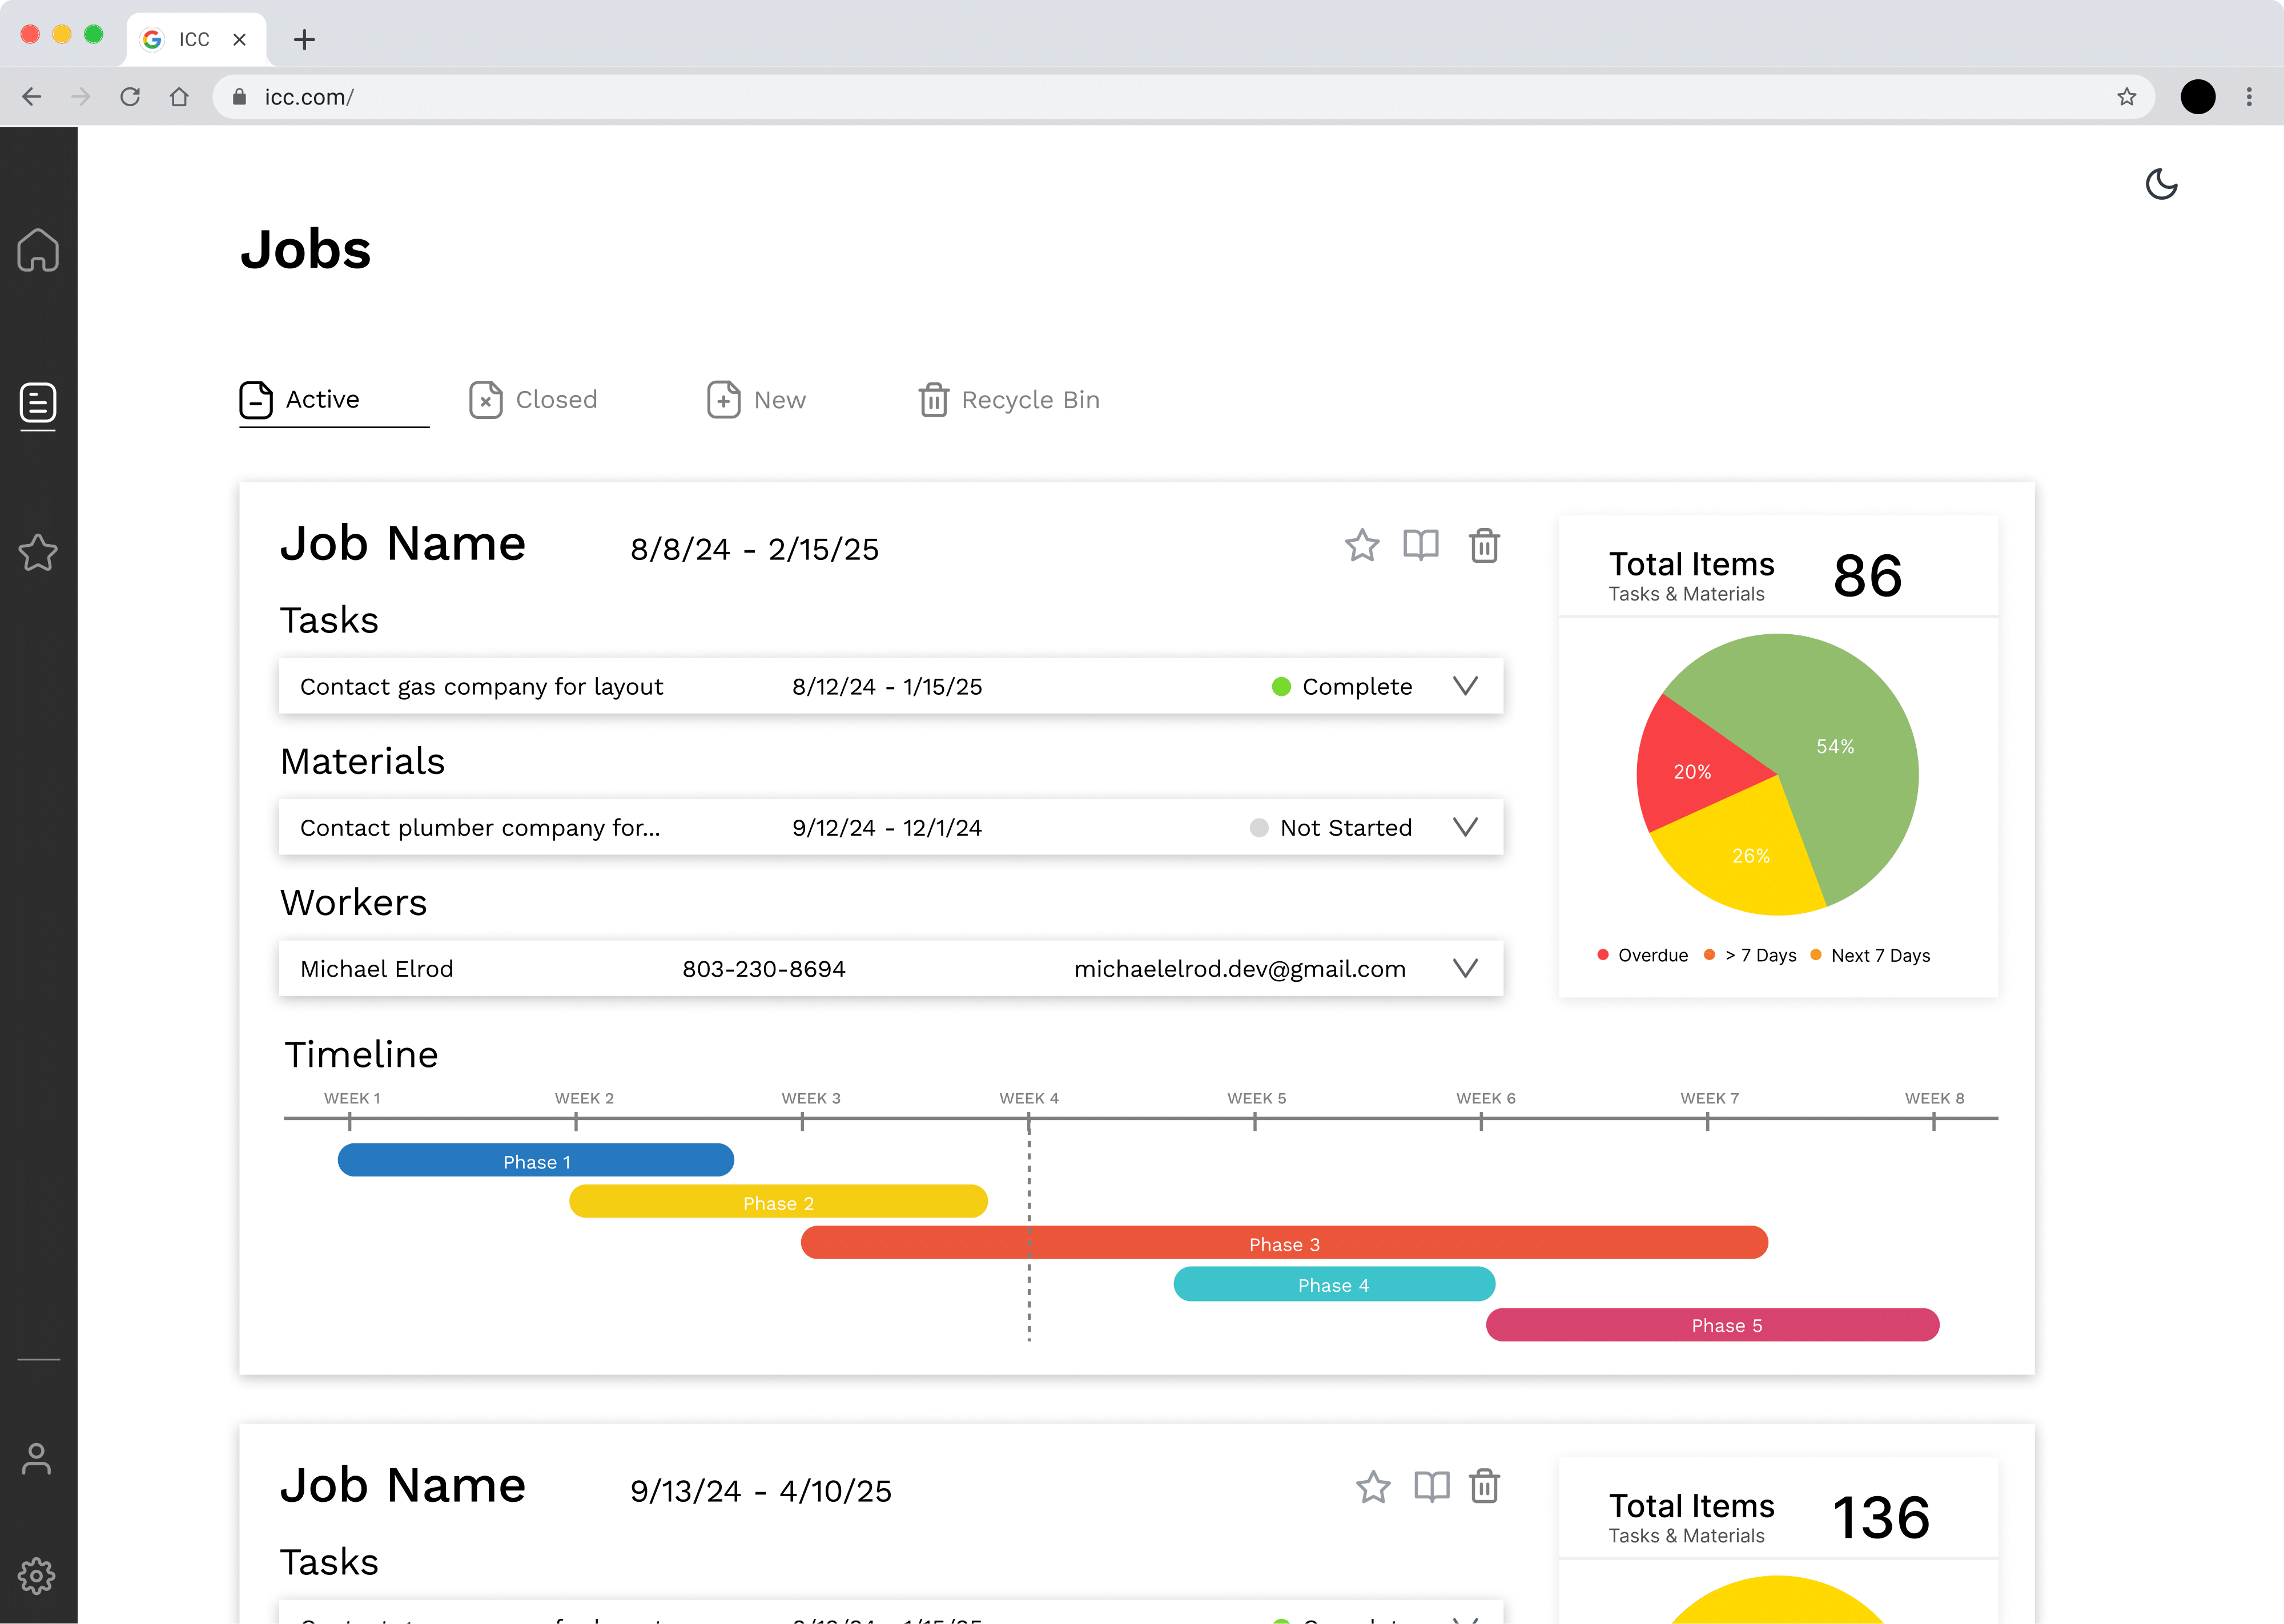 ICC
icc.com/
Jobs
Active
Closed
New
Recycle Bin
Job Name
8/8/24 - 2/15/25
Tasks
Contact gas company for layout
8/12/24 - 1/15/25
Complete
Materials
Contact plumber company for...
9/12/24 - 12/1/24
Not Started
Workers
Michael Elrod
803-230-8694
michaelelrod.dev@gmail.com
Total Items
Tasks & Materials
86
54%
20%
26%
Overdue
> 7 Days
Next 7 Days
Timeline
WEEK 1
WEEK 2
WEEK 3
WEEK 4
WEEK 5
WEEK 6
WEEK 7
WEEK 8
Phase 1
Phase 2
Phase 3
Phase 4
Phase 5
Job Name
9/13/24 - 4/10/25
Tasks
Total Items
Tasks & Materials
136